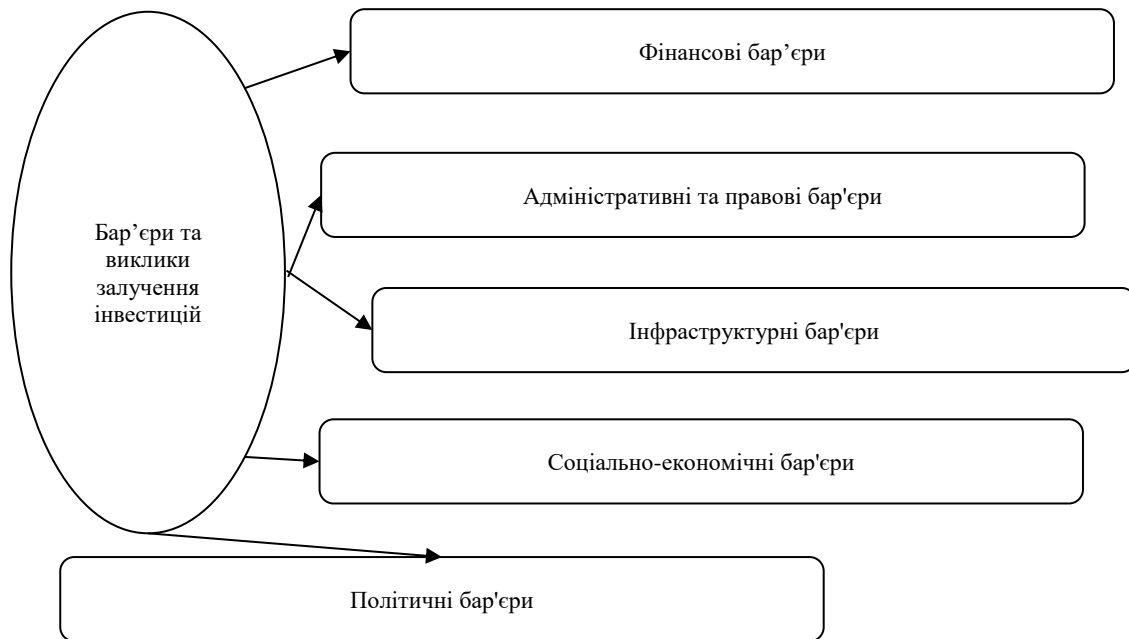 Фінансові бар’єри
Адміністративні та правові бар'єри
Бар’єри та
виклики
залучення
інвестицій
Інфраструктурні бар'єри
Соціально-економічні бар'єри
Політичні бар'єри